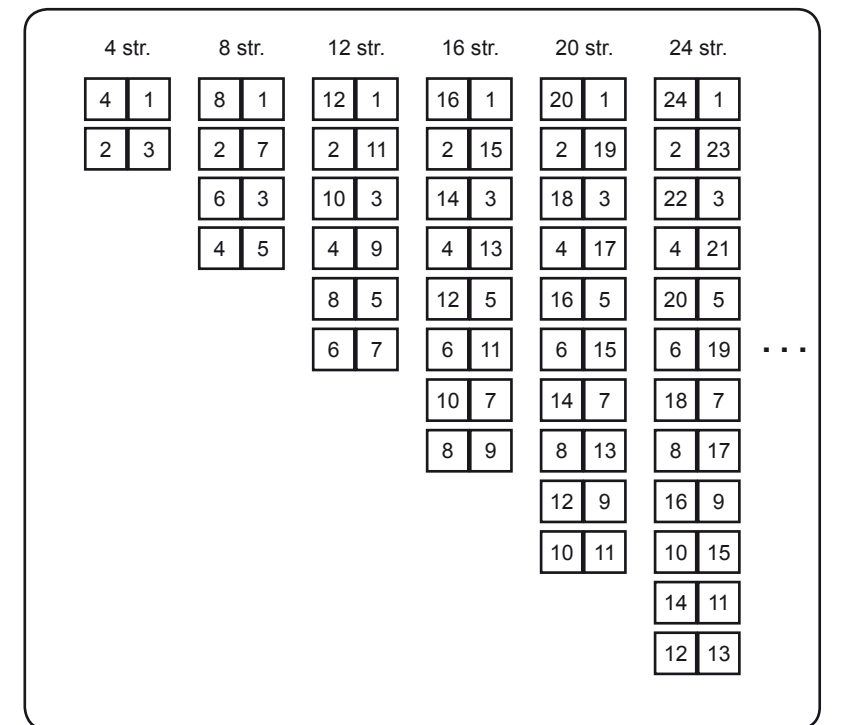 4 str. 8 str. 12 str. 16 str. 20 str. 24 str.
4 1 8 1 12 1 16 1 20 1 24 1
2 3 2 7 2 11 2 15 2 19 2 23
6 3 10 3 14 3 18 3 22 3
4 5 4 9 4 13 4 17 4 21
8 5 12 5 16 5 20 5
6 7 6 11 6 15 6 19 ...
10 7 14 7 18 7
8 9 8 13 8 17
12 9 16 9
10 11 10 15
14 11
12 13